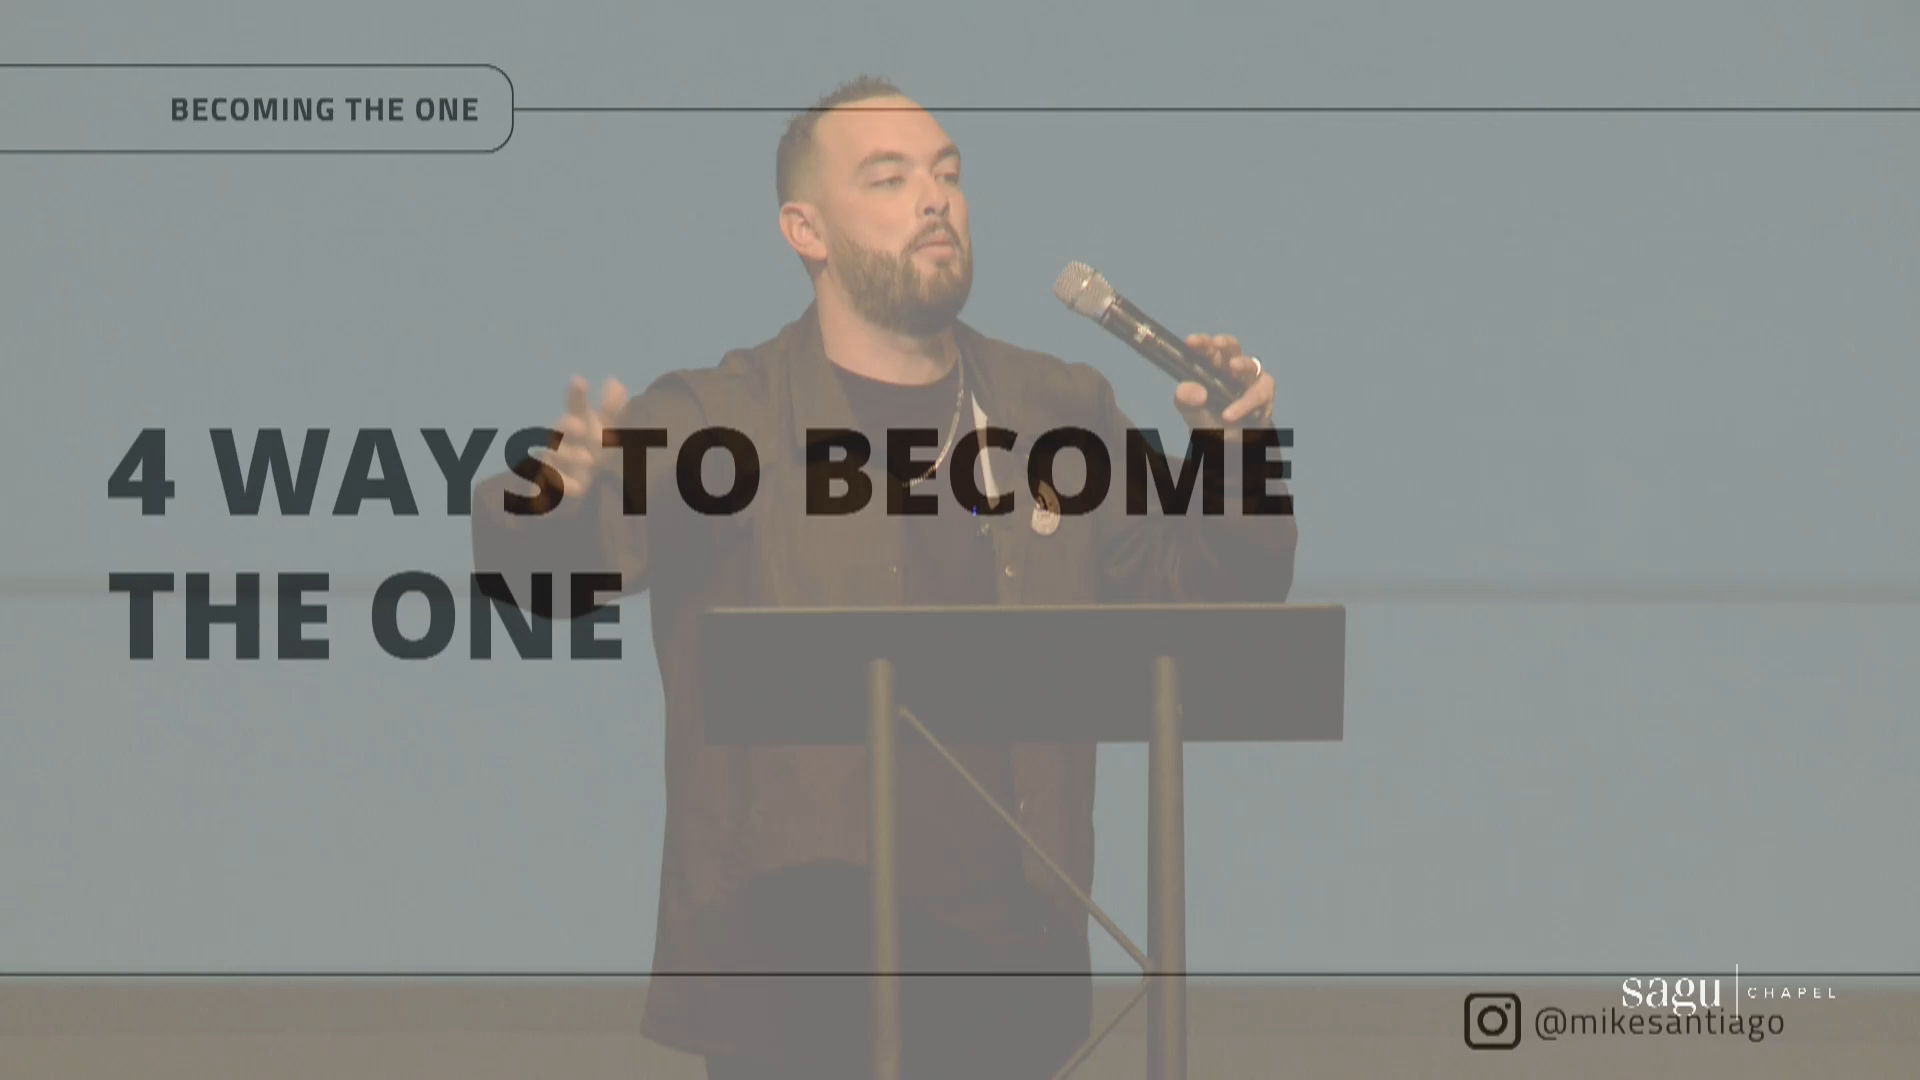 BECOMING THE ONE
4 WAYS TO BECOME
THE ONE
sagu CHAPEL
@mikesantiago